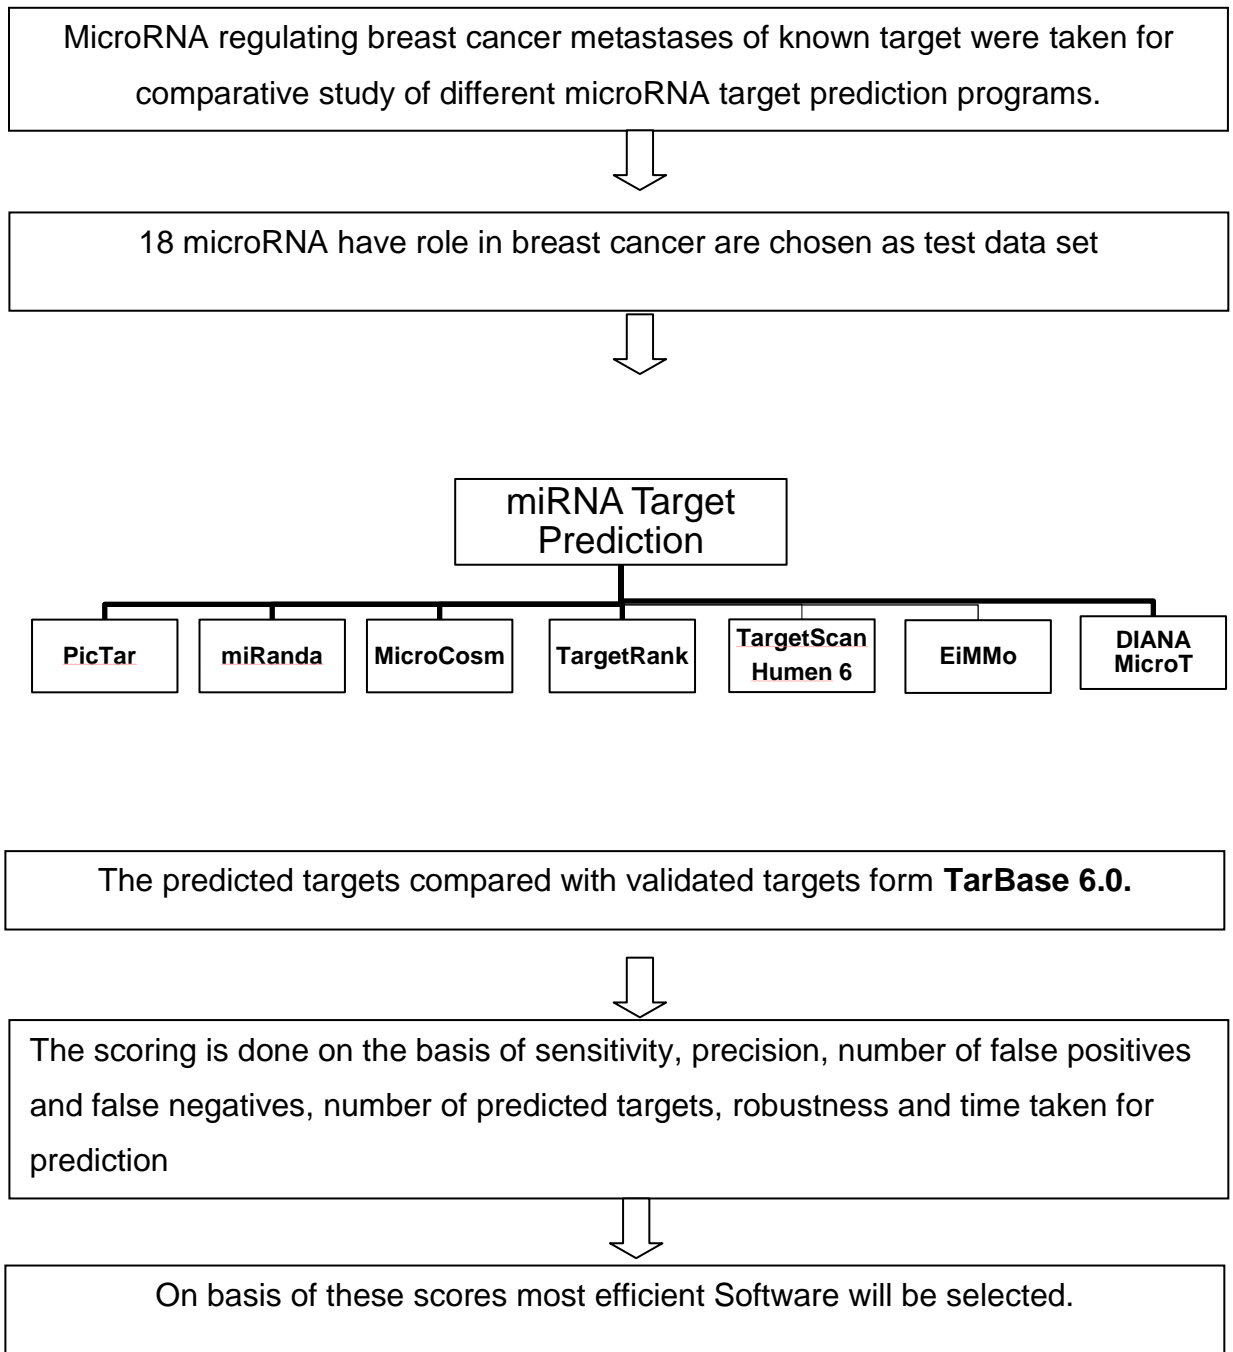 MicroRNA regulating breast cancer metastases of known target were taken for
comparative study of different microRNA target prediction programs.
18 microRNA have role in breast cancer are chosen as test data set
miRNA Target
Prediction
PicTar
miRanda
MicroCosm
TargetRank
TargetScan
Humen 6
EiMMo
DIANA
MicroT
The predicted targets compared with validated targets form TarBase 6.0.
The scoring is done on the basis of sensitivity, precision, number of false positives
and false negatives, number of predicted targets, robustness and time taken for
prediction
On basis of these scores most efficient Software will be selected.